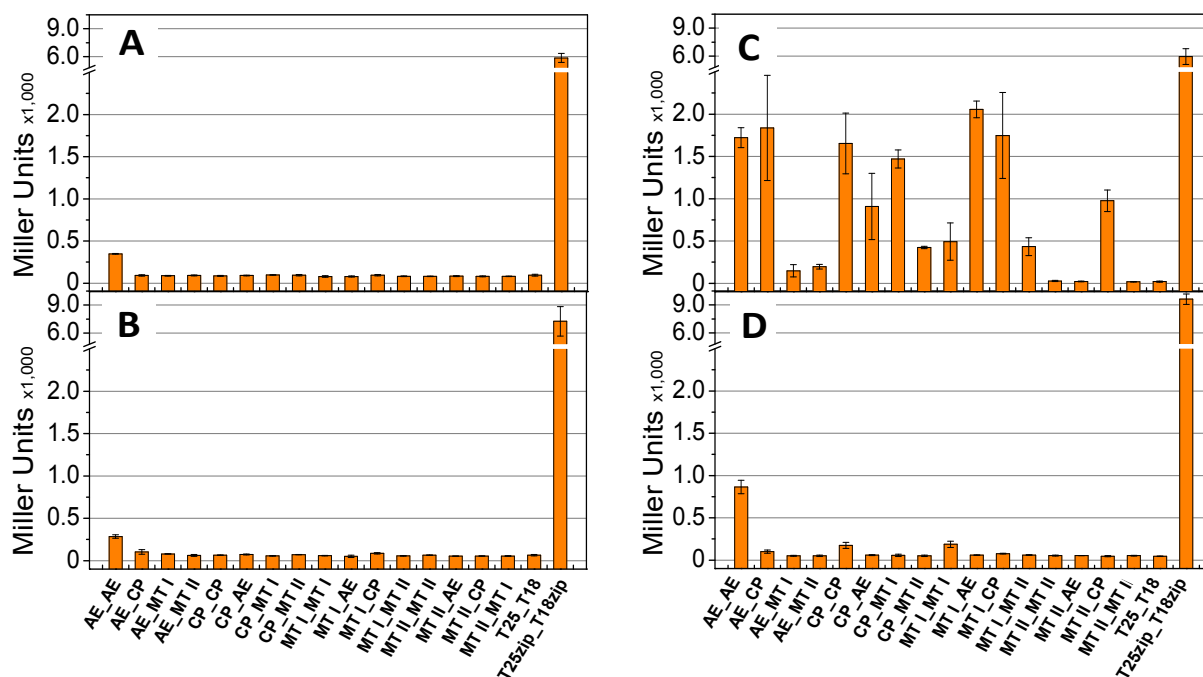 A
9.0
6.0
2.0
1.5
1.0
0.5
0
Miller Units x1,000
C
9.0
6.0
2.0
1.5
1.0
0.5
0
Miller Units x1,000
B
9.0
6.0
2.0
1.5
1.0
0.5
0
Miller Units x1,000
AE_AE
AE_CP
AE_MT I
AE_MT II
CP_CP
CP_AE
CP_MT I
CP_MT II
MT I_MT I
MT I_AE
MT I_CP
MT I_MT II
MT II_MT II
MT II_AE
MT II_CP
MT II_MT I
T25_T18
T25zip_T18zip
D
9.0
6.0
2.0
1.5
1.0
0.5
0
Miller Units x1,000
AE_AE
AE_CP
AE_MT I
AE_MT II
CP_CP
CP_AE
CP_MT I
CP_MT II
MT I_MT I
MT I_AE
MT I_CP
MT I_MT II
MT II_MT II
MT II_AE
MT II_CP
MT II_MT I
T25_T18
T25zip_T18zip